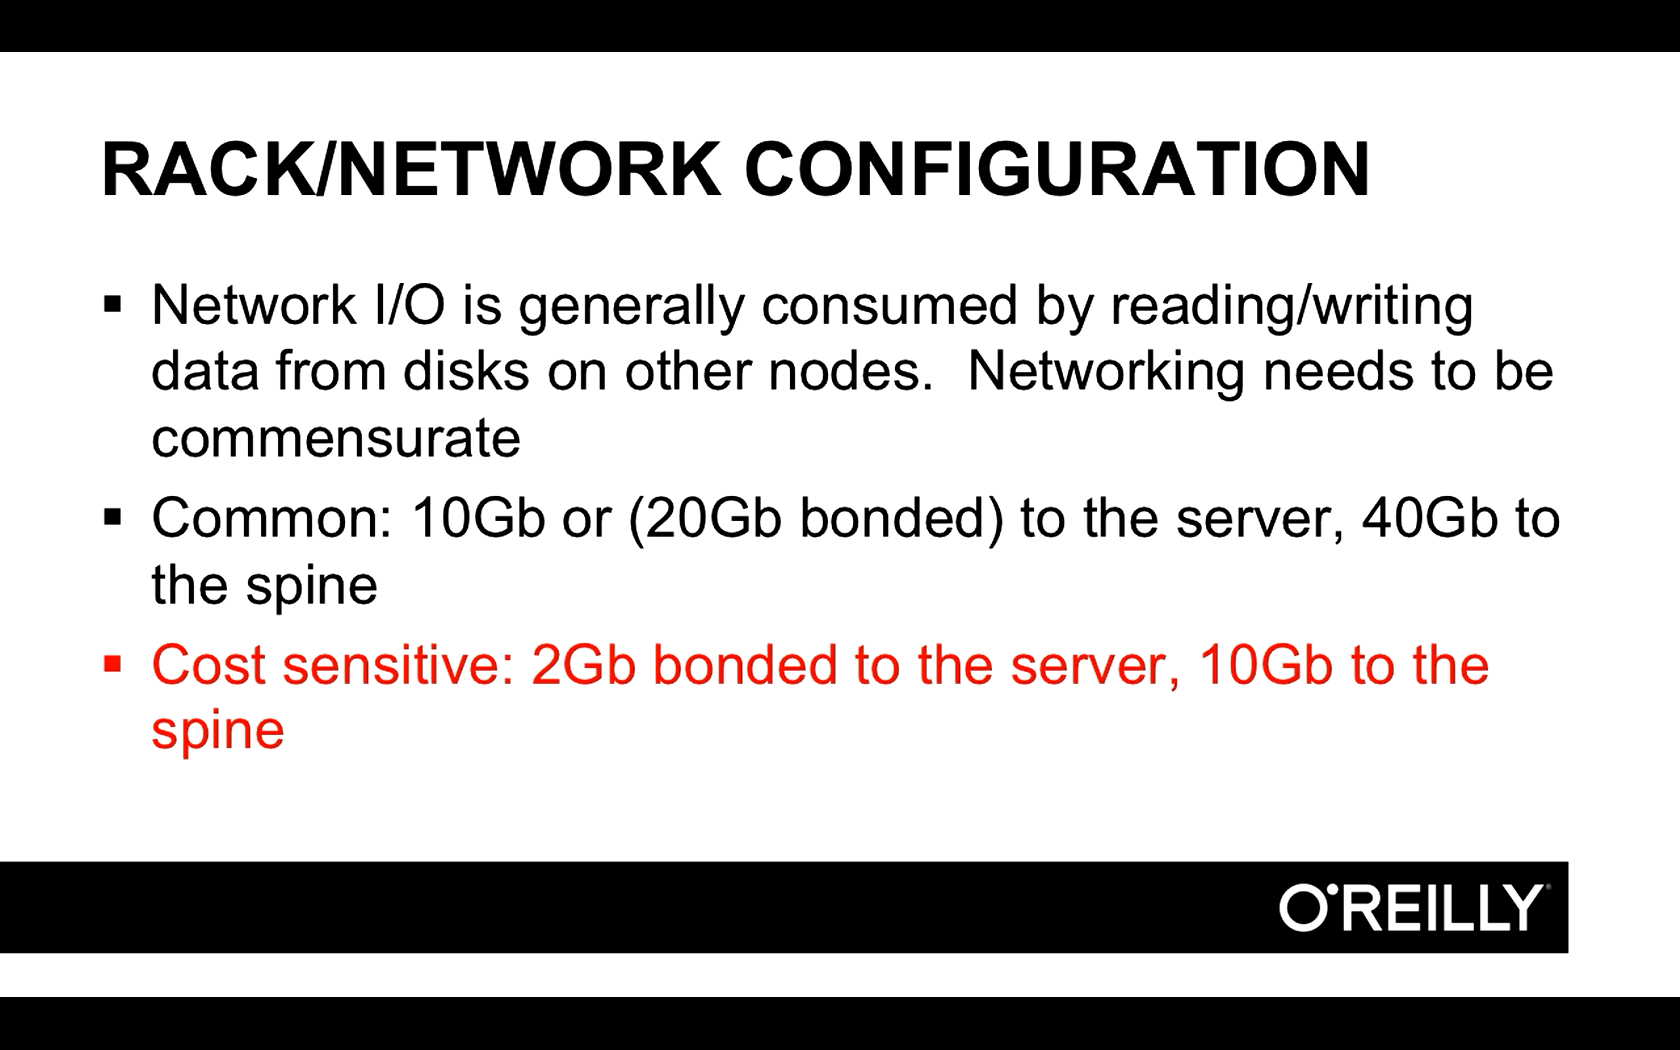 RACK/NETWORK CONFIGURATION
▪ Network I/O is generally consumed by reading/writing
data from disks on other nodes.  Networking needs to be
commensurate
▪ Common: 10Gb or (20Gb bonded) to the server, 40Gb to
the spine
▪ Cost sensitive: 2Gb bonded to the server, 10Gb to the
spine
O'REILLY®